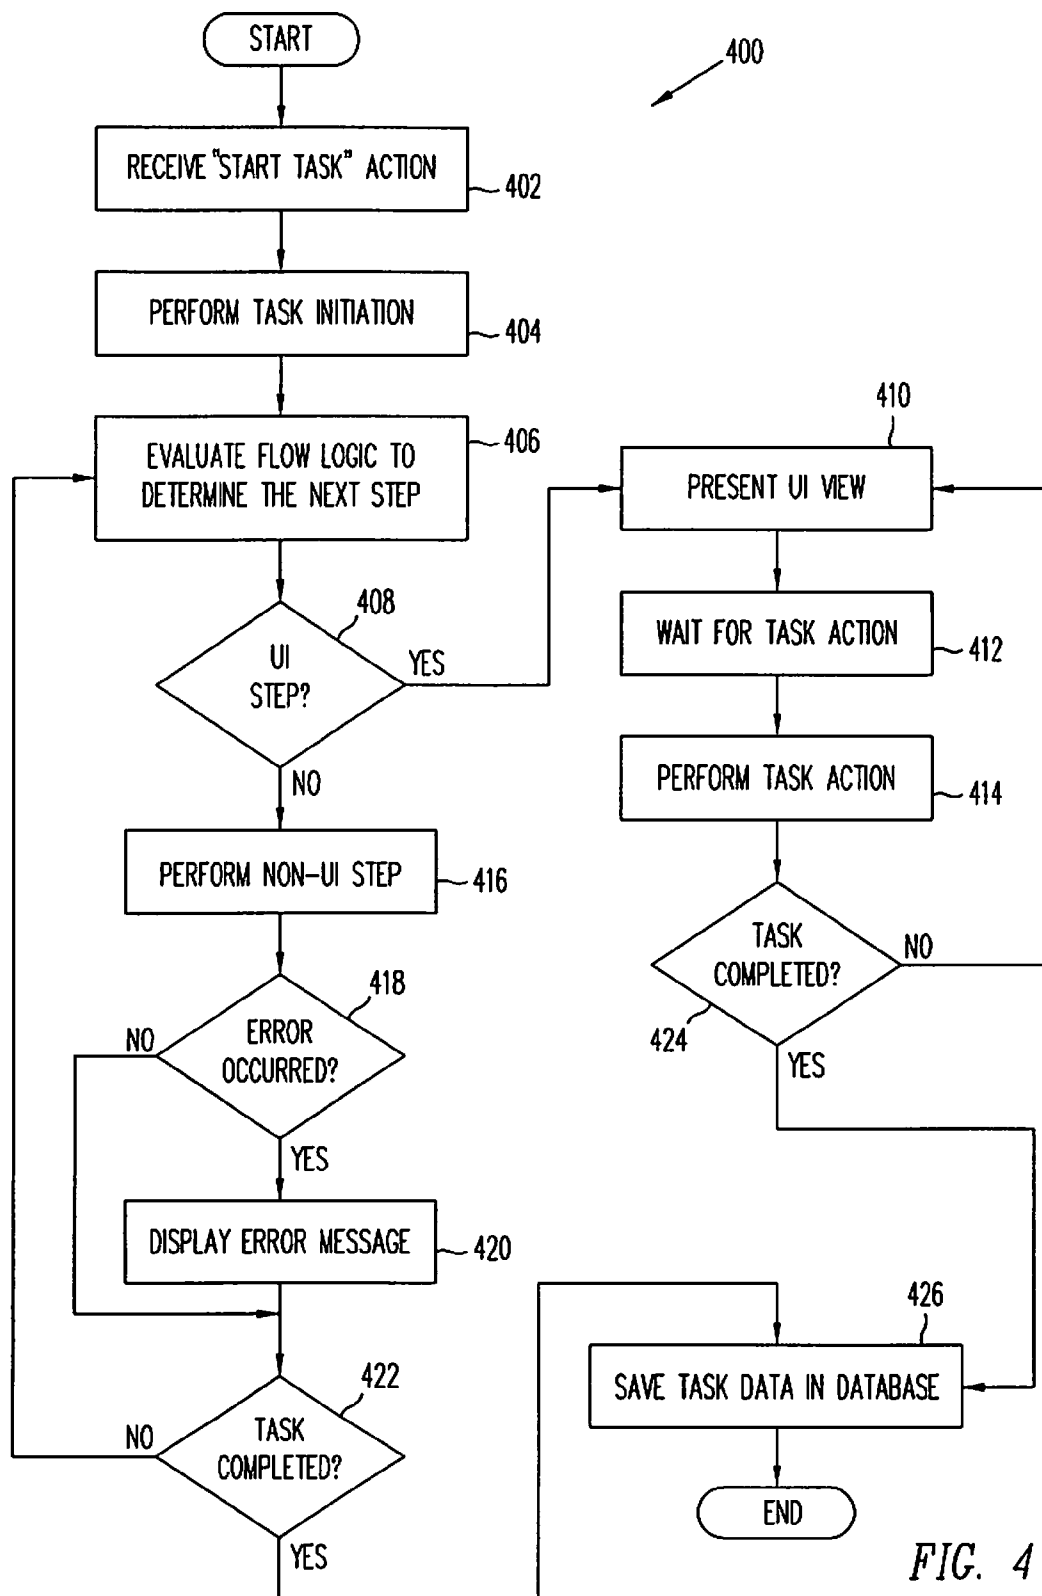 START
400
RECEIVE "START TASK" ACTION
402
PERFORM TASK INITIATION
404
EVALUATE FLOW LOGIC TO
DETERMINE THE NEXT STEP
406
408
UI
STEP?
YES
NO
PERFORM NON-UI STEP
416
418
ERROR
OCCURRED?
NO
YES
DISPLAY ERROR MESSAGE
420
422
TASK
COMPLETED?
NO
YES
410
PRESENT UI VIEW
WAIT FOR TASK ACTION
412
PERFORM TASK ACTION
414
TASK
COMPLETED?
NO
424
YES
426
SAVE TASK DATA IN DATABASE
END
FIG. 4